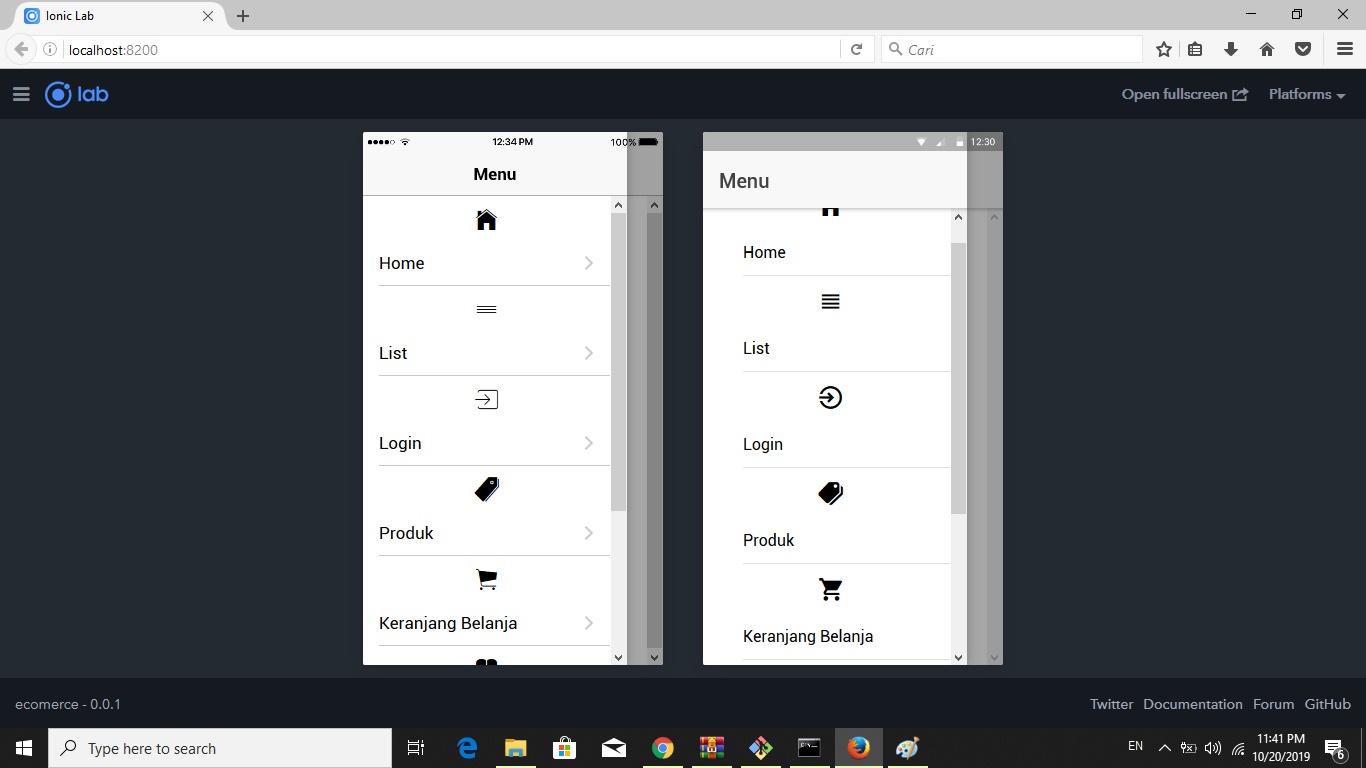 Ionic Lab
localhost:8200
Cari
lab
Open fullscreen
Platforms
12:34 PM
100%
Menu
Home
List
Login
Produk
Keranjang Belanja
12:30
Menu
Home
List
Login
Produk
Keranjang Belanja
ecomerce - 0.0.1
Twitter Documentation Forum GitHub
Type here to search
EN
11:41 PM
10/20/2019
6